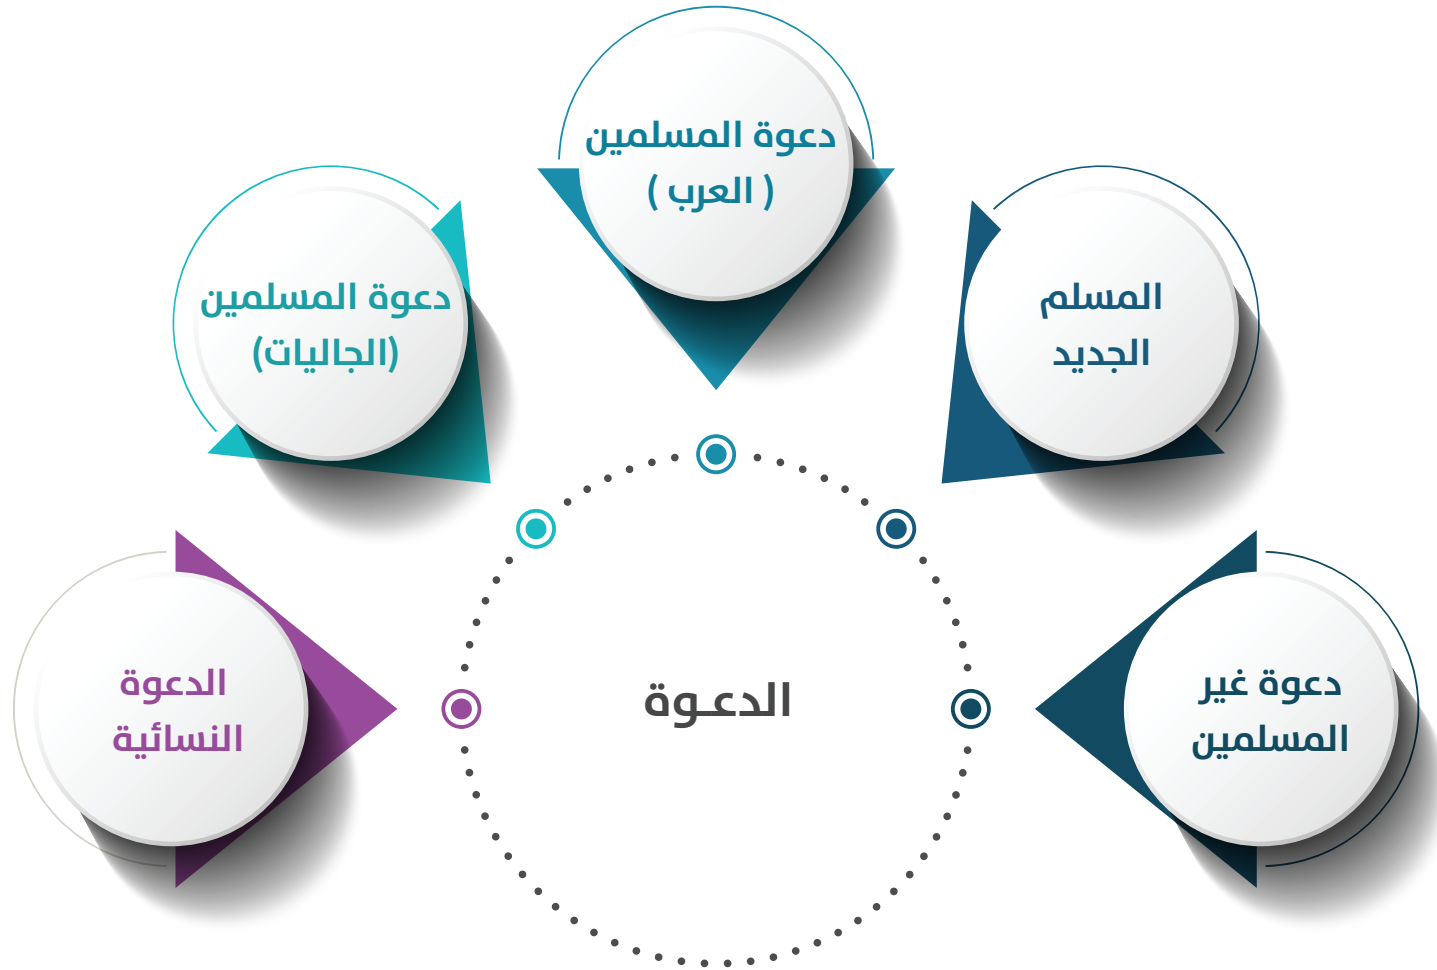 دعوة المسلمين
( العرب )
المسلم
الجديد
دعوة المسلمين
(الجاليات)
دعوة غير
المسلمين
الدعوة
النسائية
الدعـوة